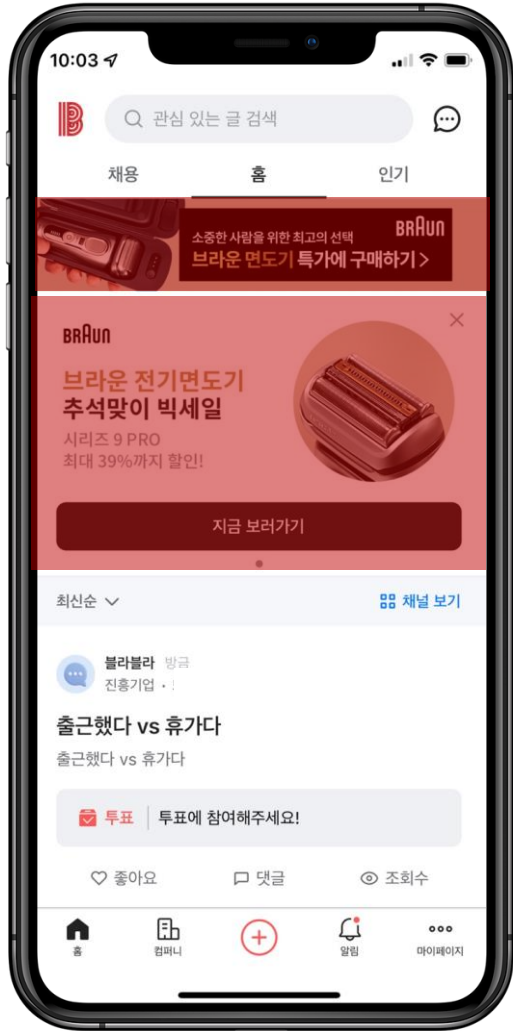 10:03
B
관심 있는 글 검색
채용
홈
인기
소중한 사람을 위한 최고의 선택
브라운 면도기 특가에 구매하기 >
BRAUN
BRAUN
브라운 전기면도기
추석맞이 빅세일
시리즈 9 PRO
최대 39%까지 할인!
지금 보러가기
최신순
채널 보기
블라블라 방금
진흥기업 ·
출근했다 vs 휴가다
출근했다 vs 휴가다
투표 투표에 참여해주세요!
좋아요
댓글
조회수
홈
컴퍼니
알림
마이페이지